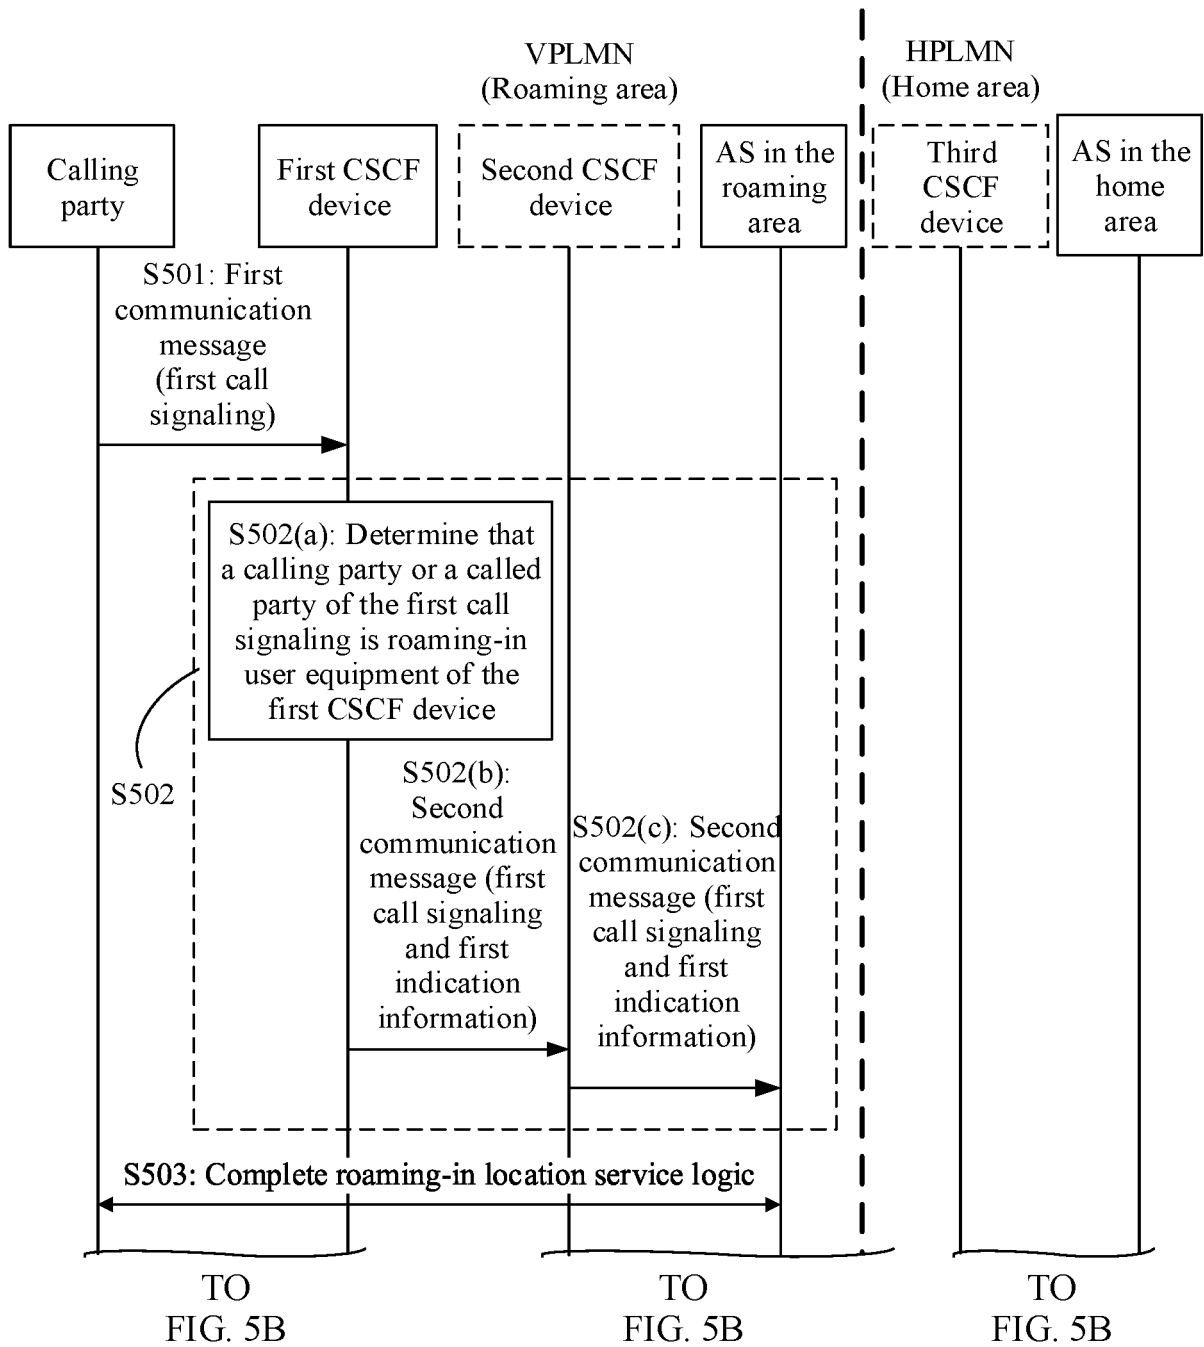 VPLMN
(Roaming area)
HPLMN
(Home area)
Calling
party
First CSCF
device
Second CSCF
device
AS in the
roaming
area
Third
CSCF
device
AS in the
home
area
S501: First
communication
message
(first call
signaling)
S502(a): Determine that
a calling party or a called
party of the first call
signaling is roaming-in
user equipment of the
first CSCF device
S502
S502(b):
Second
communication
message (first
call signaling
and first
indication
information)
S502(c): Second
communication
message (first
call signaling
and first
indication
information)
S503: Complete roaming-in location service logic
TO
FIG. 5B
TO
FIG. 5B
TO
FIG. 5B